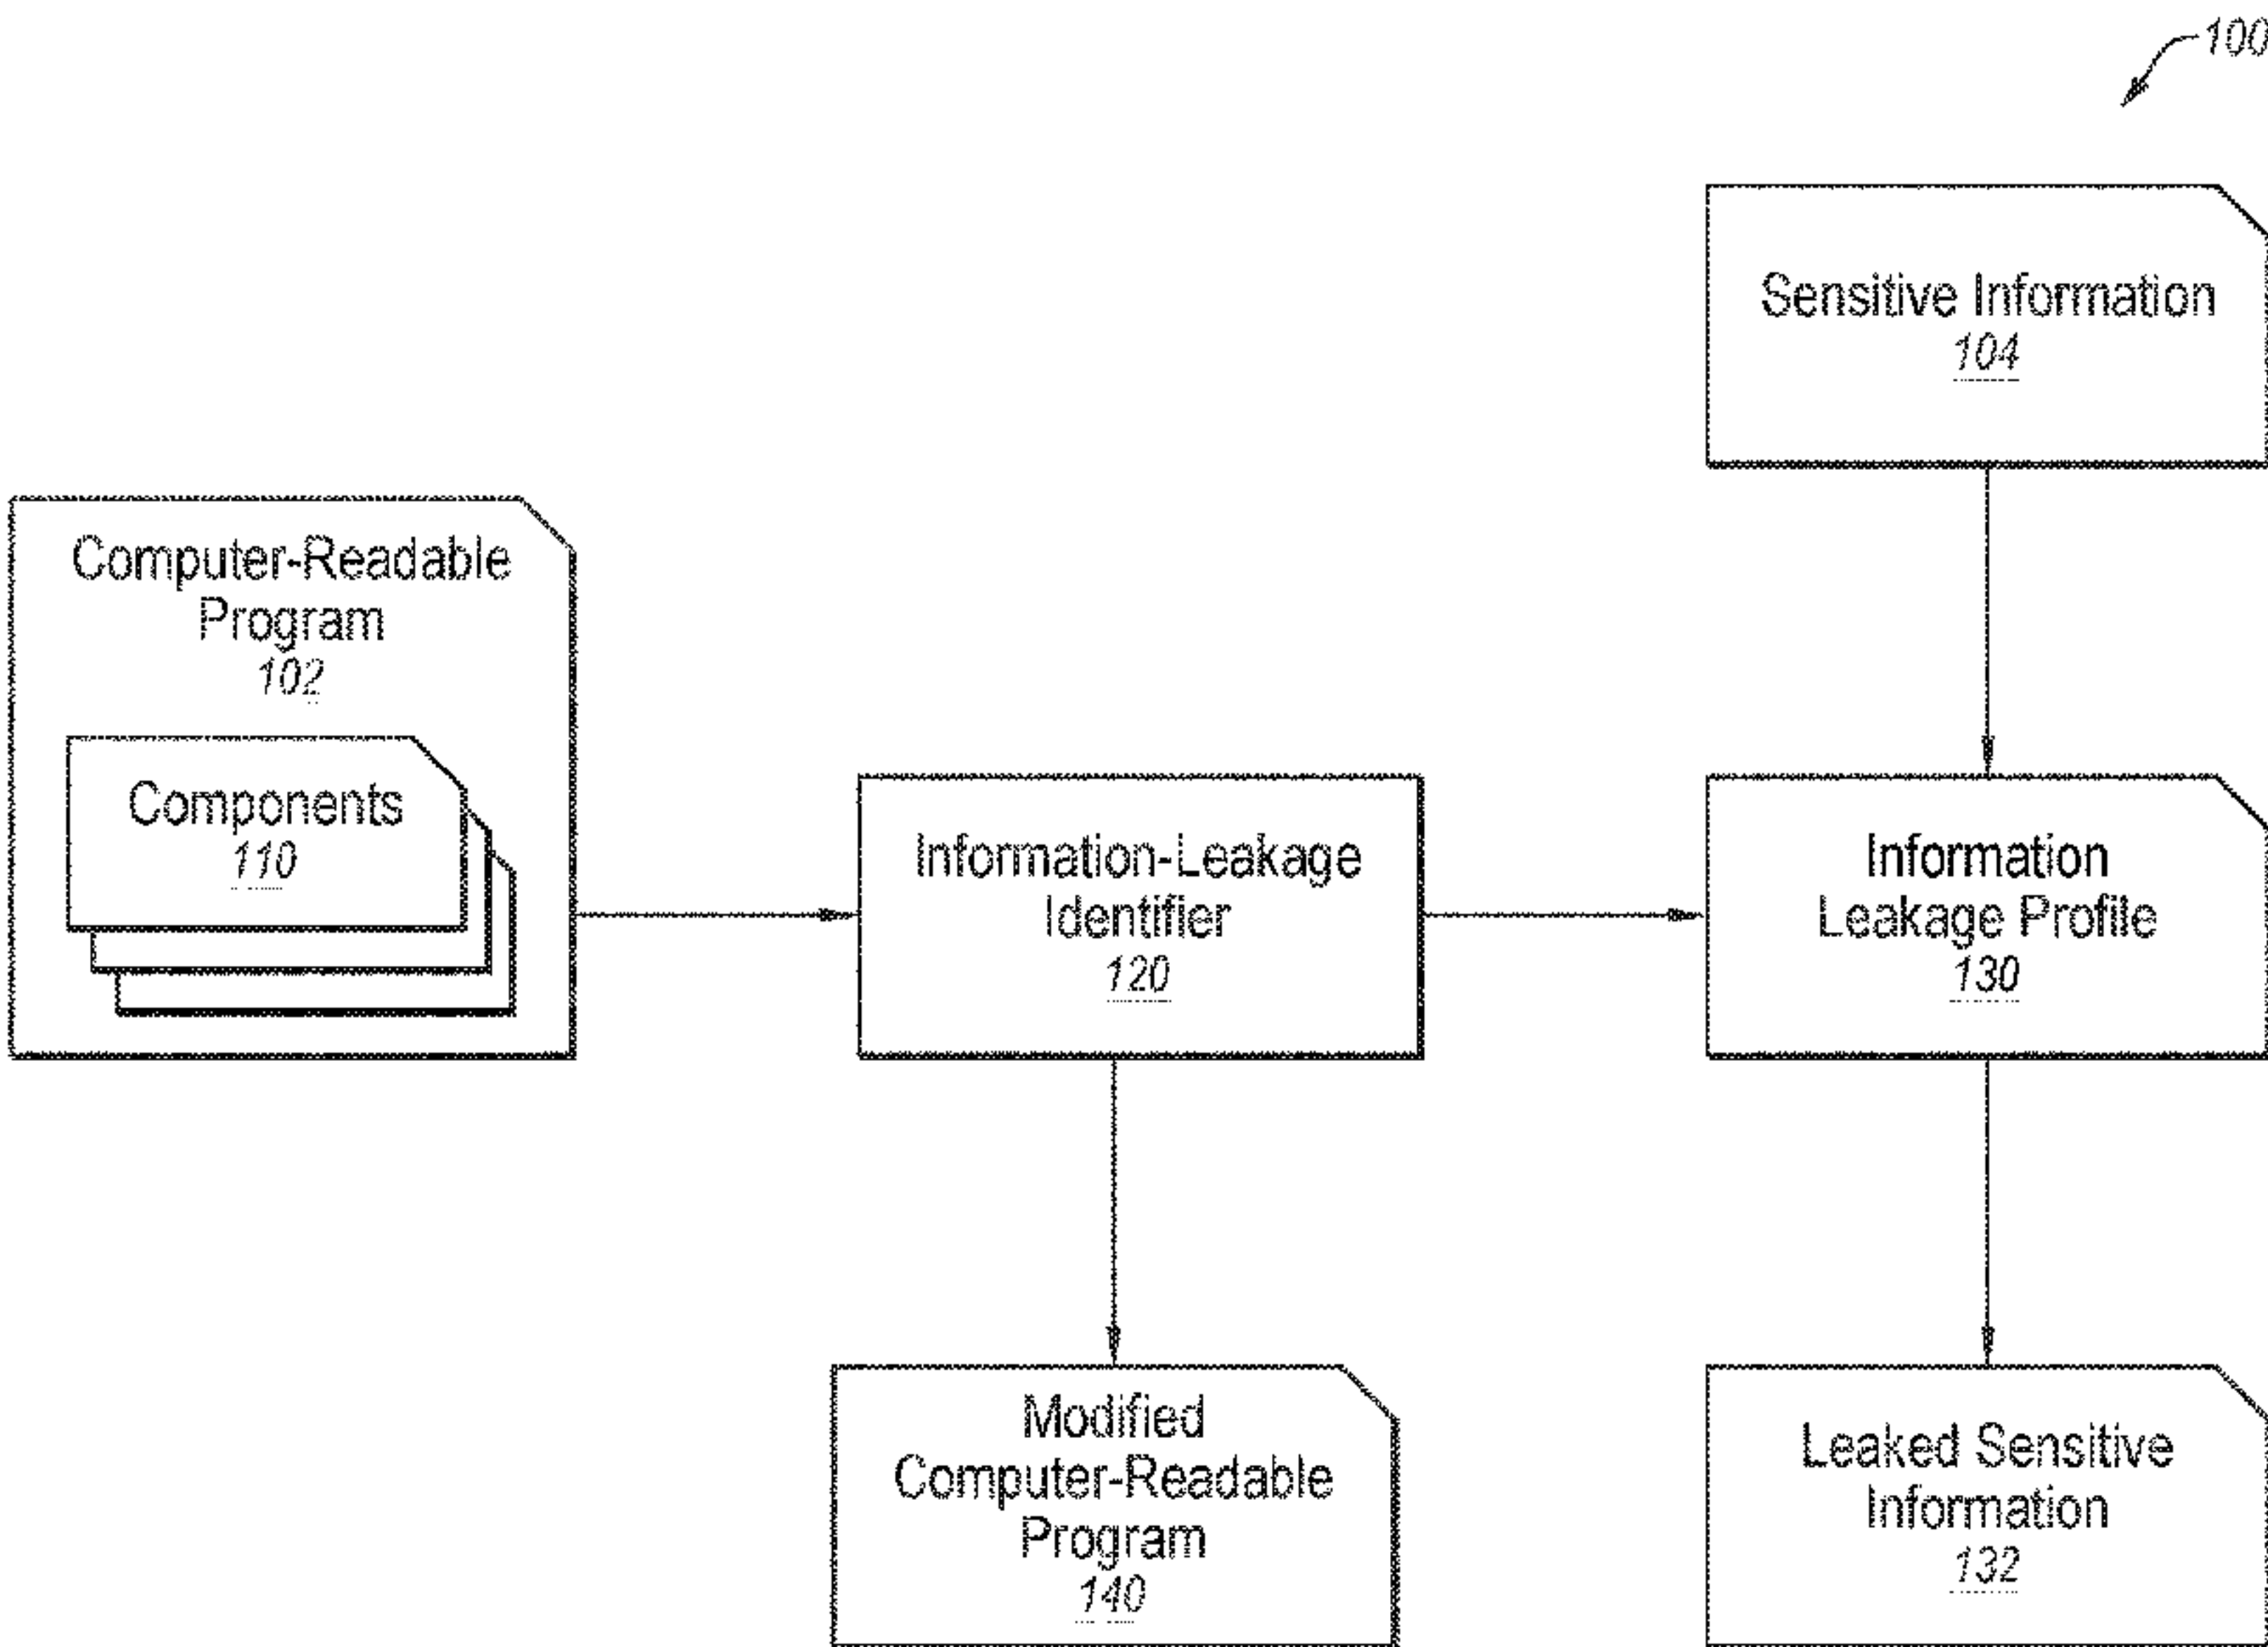 100
Sensitive Information
104
Computer-Readable
Program
102
Components
110
Information-Leakage
Identifier
120
Information
Leakage Profile
130
Modified
Computer-Readable
Program
140
Leaked Sensitive
Information
132